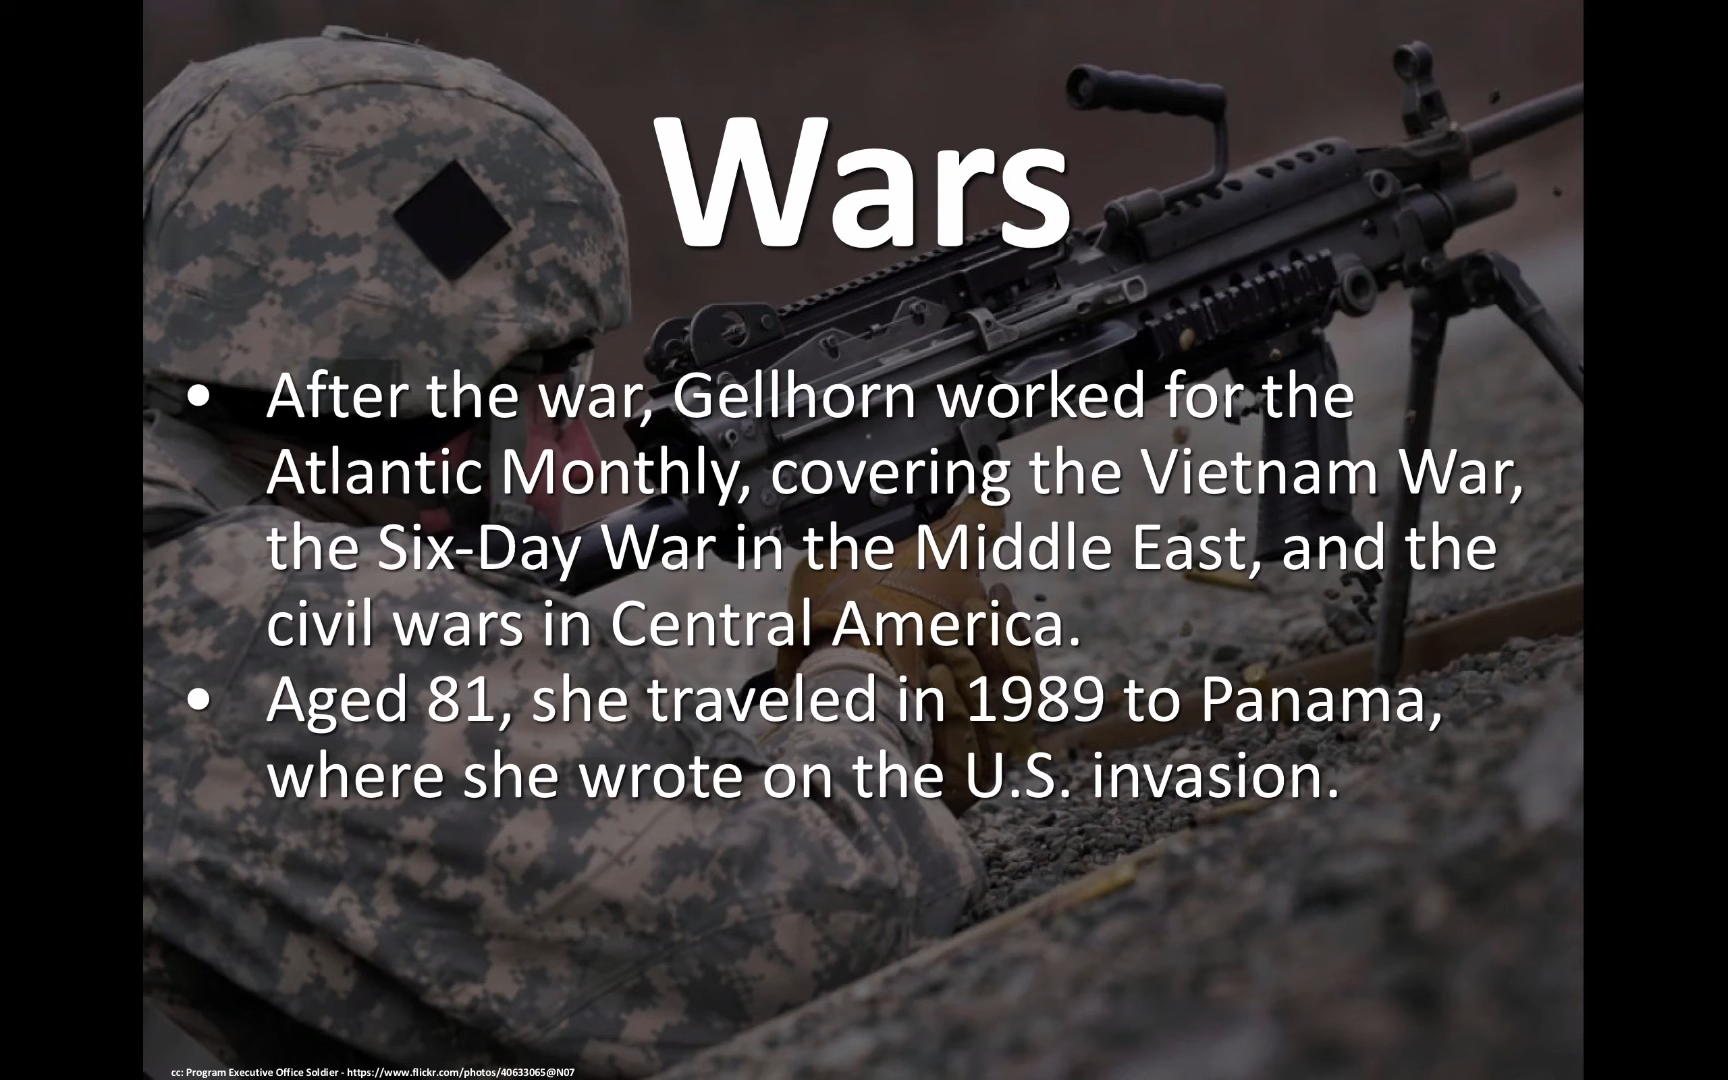 Wars
• After the war, Gellhorn worked for the
Atlantic Monthly, covering the Vietnam War,
the Six-Day War in the Middle East, and the
civil wars in Central America.
• Aged 81, she traveled in 1989 to Panama,
where she wrote on the U.S. invasion.
cc: Program Executive Office Soldier - https://www.flickr.com/photos/40633065@N07